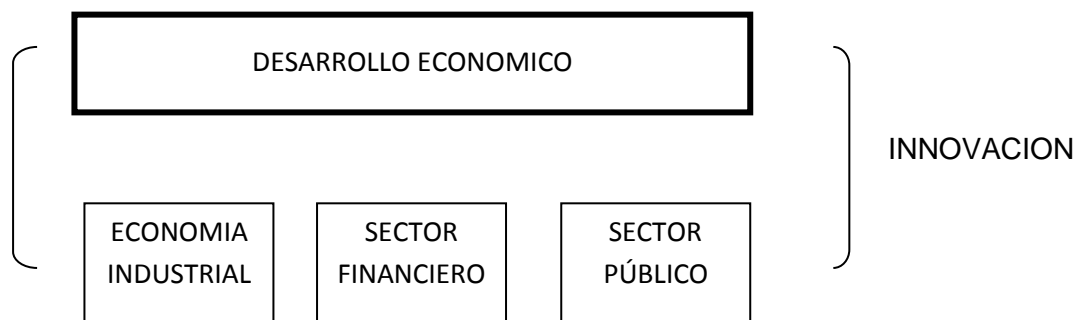 DESARROLLO ECONOMICO
INNOVACION
ECONOMIA
INDUSTRIAL
SECTOR
FINANCIERO
SECTOR
PÚBLICO